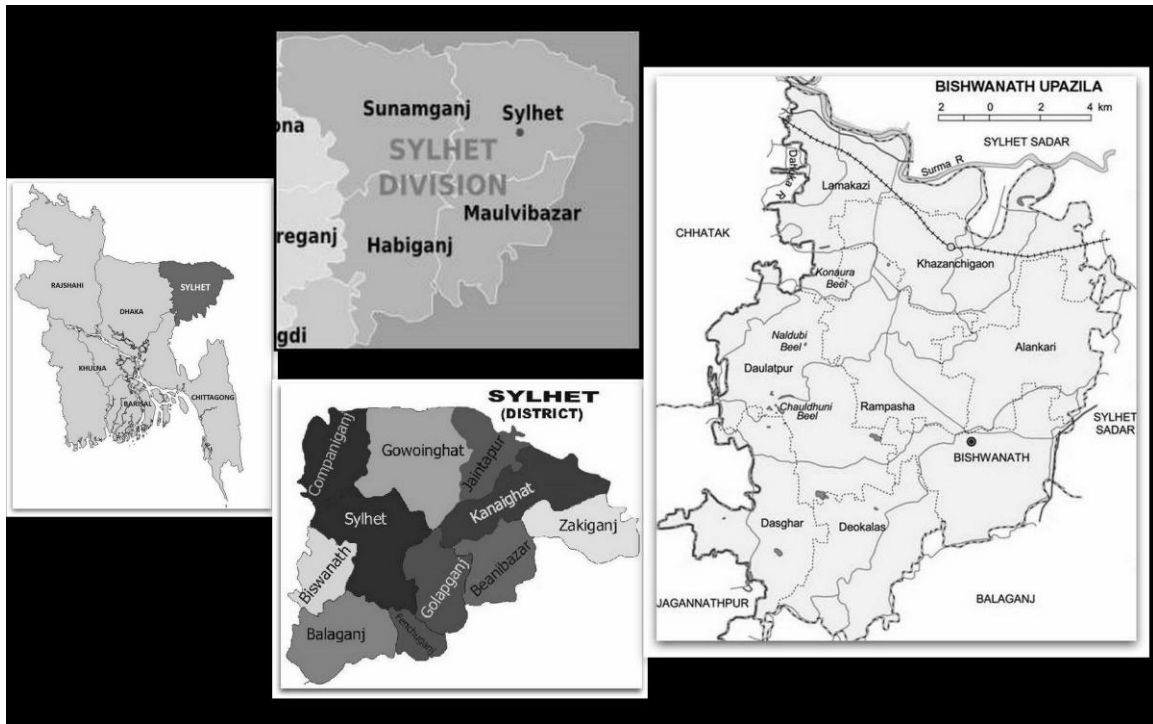 RAJSHAHI
DHAKA
SYLHET
KHULNA
BARISAL
CHITTAGONG
ona
Sunamganj
Sylhet
SYLHET
DIVISION
Maulvibazar
reganj
Habiganj
gdi
SYLHET
(DISTRICT)
Companiganj
Gowoinghat
Jaintapur
Kanaighat
Sylhet
Zakiganj
Biswanath
Golapganj
Beanibazar
Balaganj
Fenchuganj
BISHWANATH UPAZILA
2 0 2 4 km
SYLHET SADAR
Surma R
Dahuka R
Lamakazi
CHHATAK
Khazanchigaon
Konaura
Beel
Naldubi
Beel
Alankari
Daulatpur
Chauldhuni
Beel
Rampasha
SYLHET
SADAR
BISHWANATH
Dasghar
Deokalas
JAGANNATHPUR
BALAGANJ